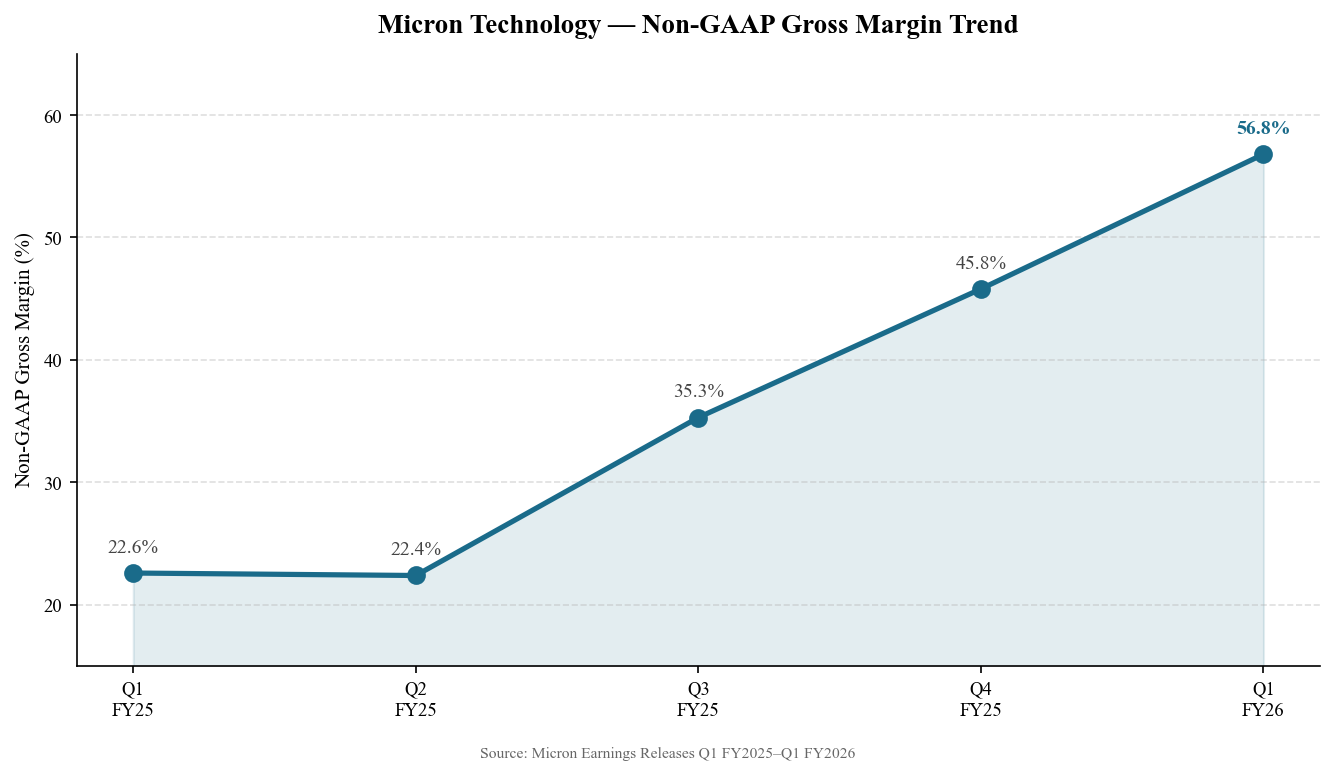 Micron Technology — Non-GAAP Gross Margin Trend
Non-GAAP Gross Margin (%)
60
50
40
30
20
22.6%
22.4%
35.3%
45.8%
56.8%
Q1
FY25
Q2
FY25
Q3
FY25
Q4
FY25
Q1
FY26
Source: Micron Earnings Releases Q1 FY2025–Q1 FY2026